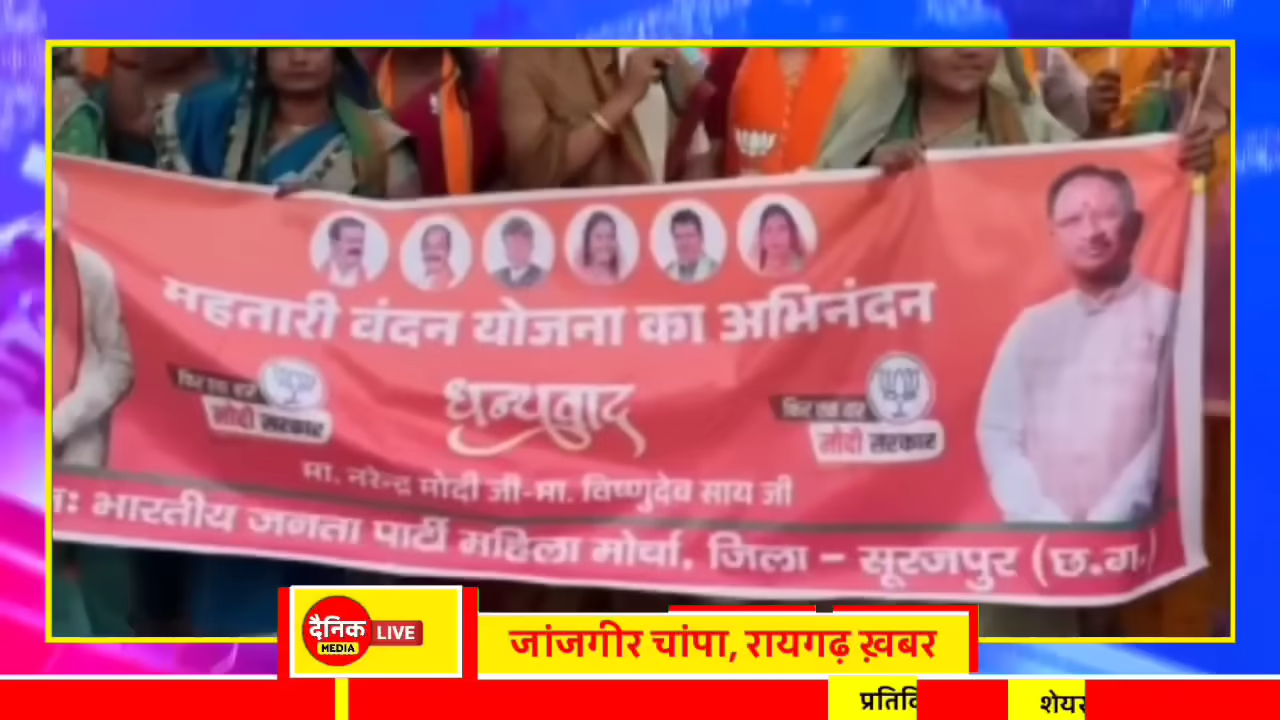 महतारी वंदन योजना का अभिनंदन
फिर एक बार
मोदी सरकार
धन्यवाद
फिर एक बार
मोदी सरकार
मा. नरेन्द्र मोदी जी-मा. विष्णुदेव साय जी
भारतीय जनता पार्टी महिला मोर्चा, जिला - सूरजपुर (छ.ग.)
दैनिक
MEDIA
LIVE
जांजगीर चांपा, रायगढ़ ख़बर
शेयर